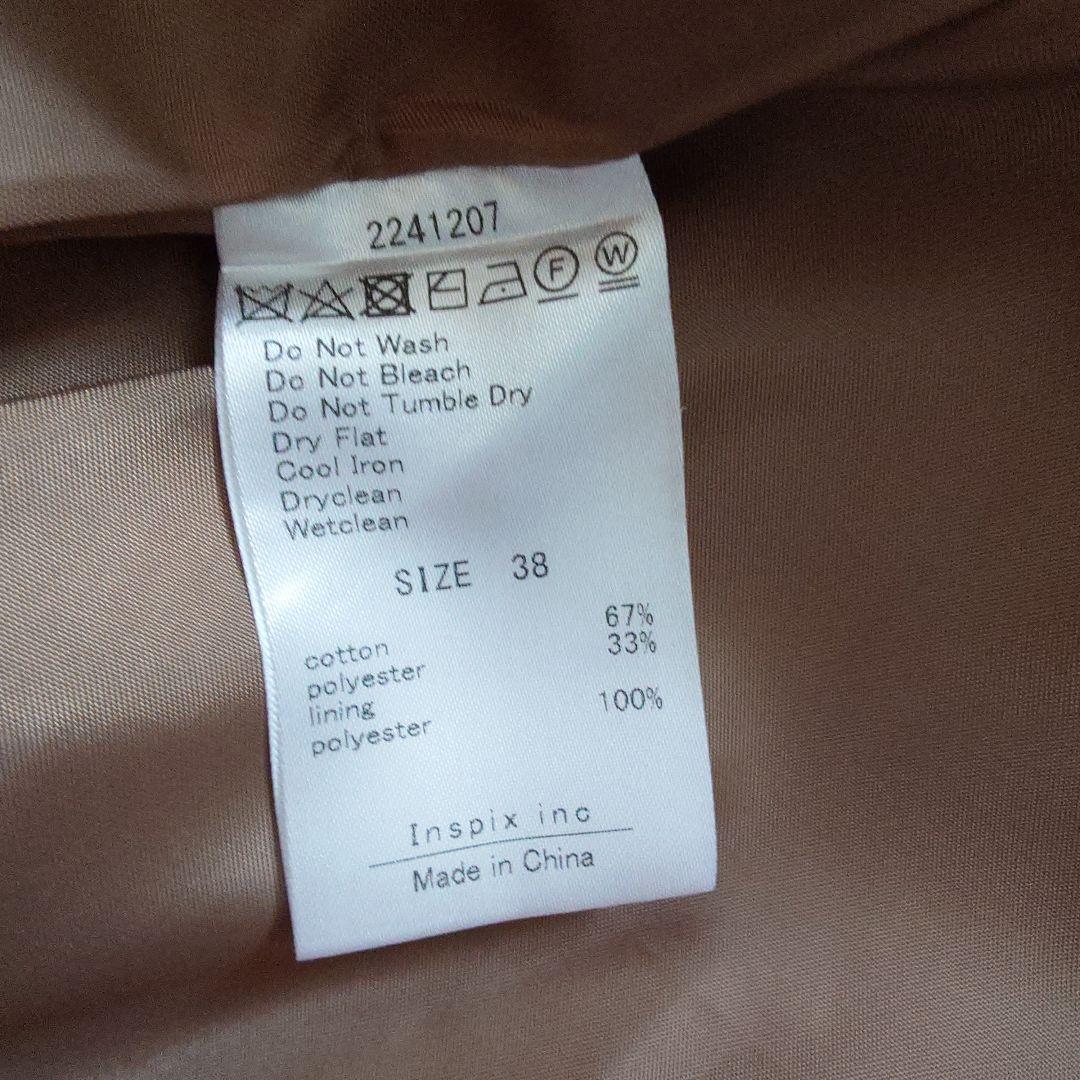 2241207
F W
Do Not Wash
Do Not Bleach
Do Not Tumble Dry
Dry Flat
Cool Iron
Dryclean
Wetclean
SIZE 38
67%
cotton 33%
polyester
lining 100%
polyester
Inspix inc
Made in China